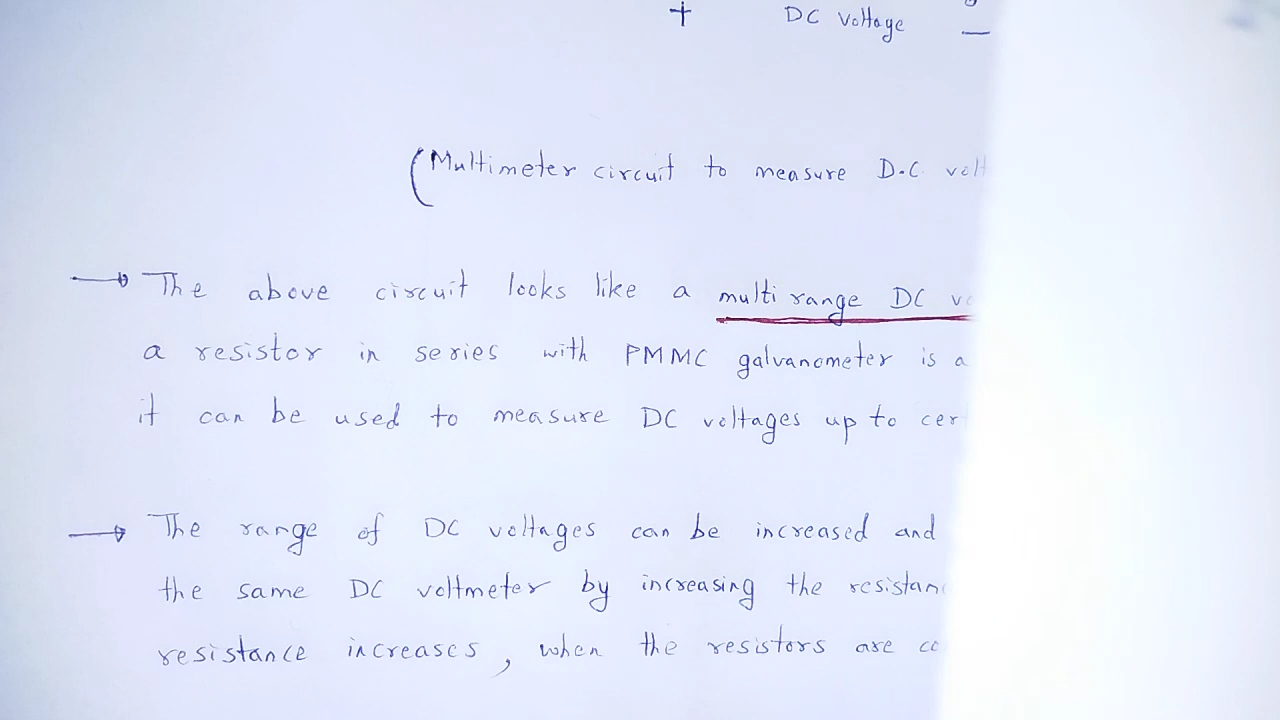 + DC voltage −
(Multimeter circuit to measure D.C
→ The above circuit looks like a multi range DC
a resistor in series with PMMC galvanometer is
it can be used to measure DC voltages up to
→ The range of DC voltages can be increased and
the same DC voltmeter by increasing the
resistance increases, when the resistors are